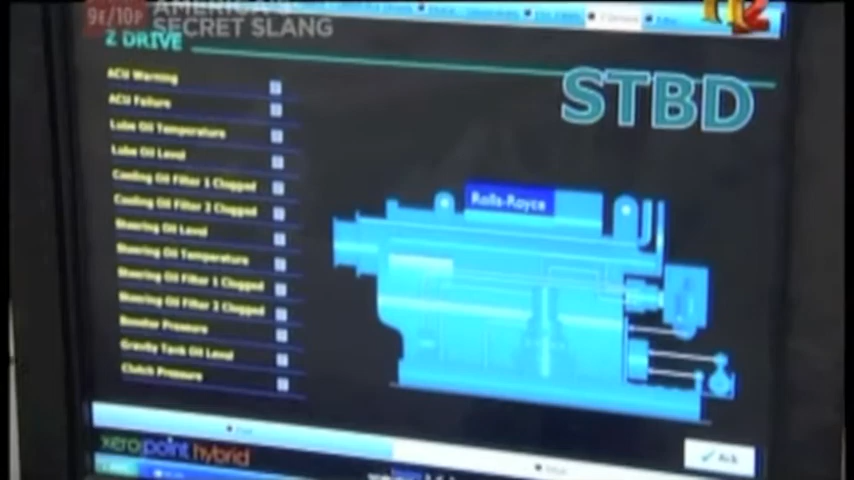 9E/10P
AMERICA'S
SECRET SLANG
H2
Z DRIVE
STBD
ACU Warning
ACU Failure
Lube Oil Temperature
Lube Oil Level
Cooling Oil Filter 1 Clogged
Cooling Oil Filter 2 Clogged
Steering Oil Level
Steering Oil Temperature
Steering Oil Filter 1 Clogged
Steering Oil Filter 2 Clogged
Booster Pressure
Gravity Tank Oil Level
Clutch Pressure
Rolls-Royce
xeropoint hybrid
Ack